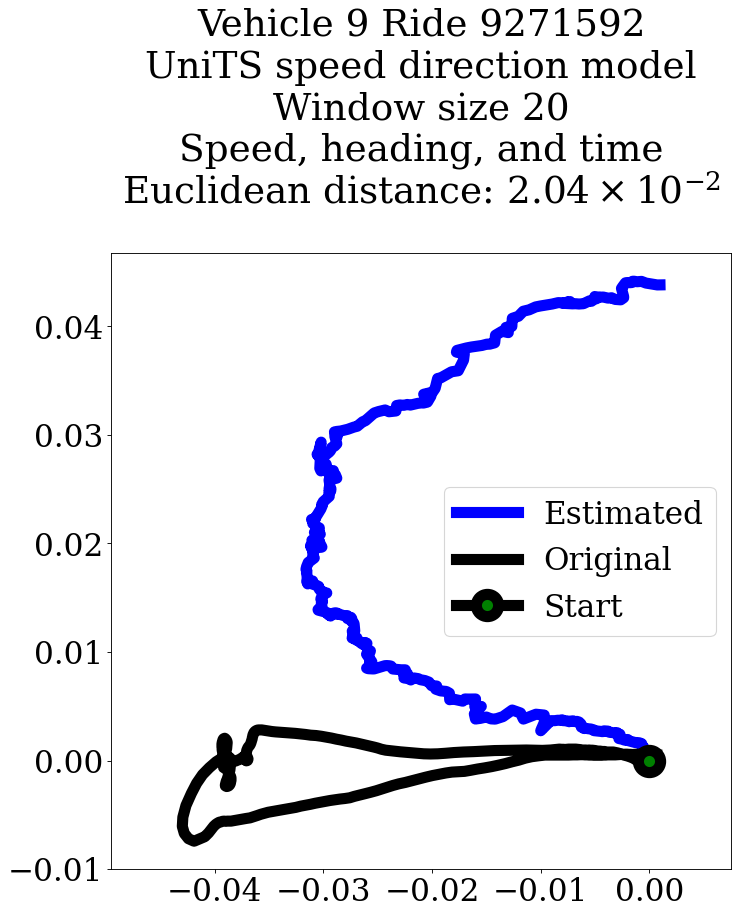 Vehicle 9 Ride 9271592
UniTS speed direction model
Window size 20
Speed, heading, and time
Euclidean distance: 2.04 × 10⁻²
0.04
0.03
0.02
0.01
0.00
−0.01
Estimated
Original
Start
−0.04 −0.03 −0.02 −0.01 0.00